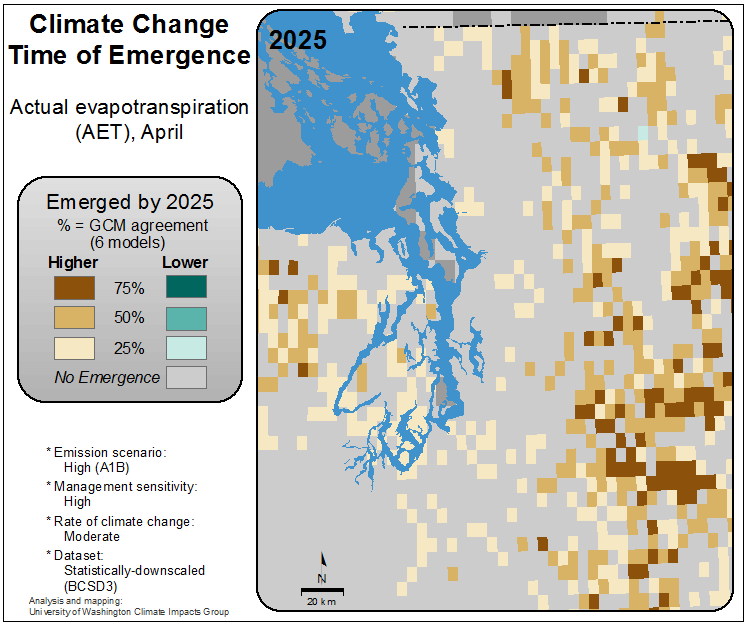 Climate Change
Time of Emergence
Actual evapotranspiration
(AET), April
Emerged by 2025
% = GCM agreement
(6 models)
Higher Lower
75%
50%
25%
No Emergence
* Emission scenario:
High (A1B)
* Management sensitivity:
High
* Rate of climate change:
Moderate
* Dataset:
Statistically-downscaled
(BCSD3)
Analysis and mapping:
University of Washington Climate Impacts Group
2025
N
20 km